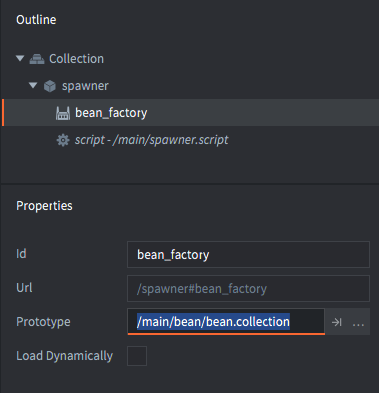 Outline
Collection
spawner
bean_factory
script - /main/spawner.script
Properties
Id bean_factory
Url /spawner#bean_factory
Prototype /main/bean/bean.collection ...
Load Dynamically